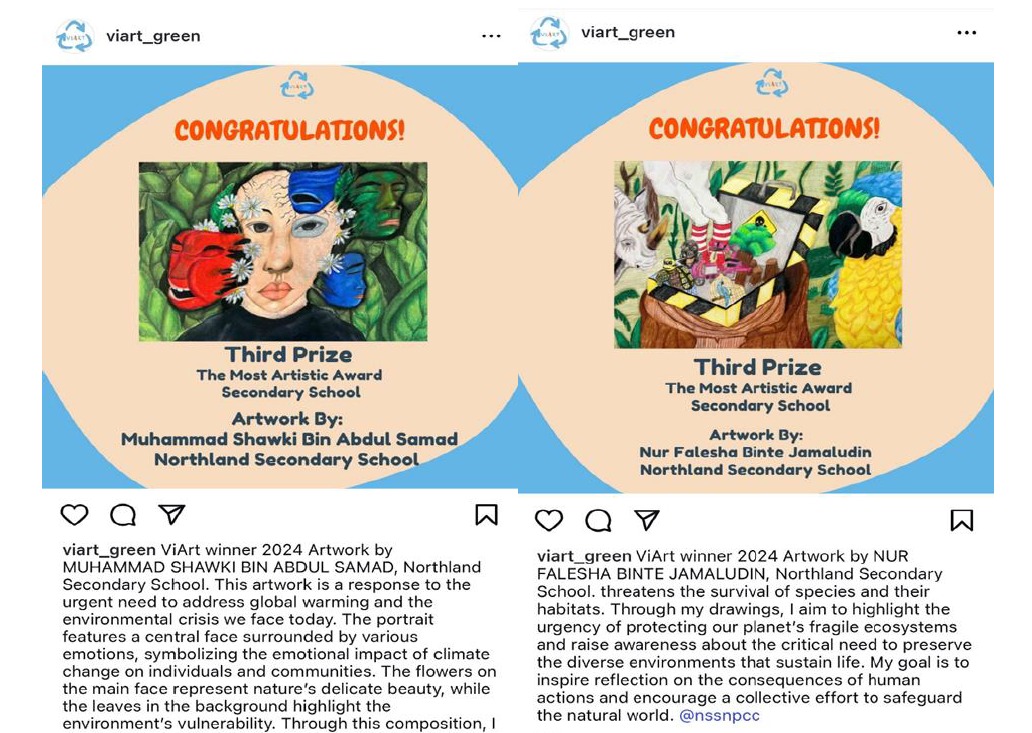 viart_green
VIART
CONGRATULATIONS!
Third Prize
The Most Artistic Award
Secondary School
Artwork By:
Muhammad Shawki Bin Abdul Samad
Northland Secondary School
viart_green ViArt winner 2024 Artwork by
MUHAMMAD SHAWKI BIN ABDUL SAMAD, Northland
Secondary School. This artwork is a response to the
urgent need to address global warming and the
environmental crisis we face today. The portrait
features a central face surrounded by various
emotions, symbolizing the emotional impact of climate
change on individuals and communities. The flowers on
the main face represent nature's delicate beauty, while
the leaves in the background highlight the
environment's vulnerability. Through this composition, I
viart_green
VIART
CONGRATULATIONS!
Third Prize
The Most Artistic Award
Secondary School
Artwork By:
Nur Falesha Binte Jamaludin
Northland Secondary School
viart_green ViArt winner 2024 Artwork by NUR
FALESHA BINTE JAMALUDIN, Northland Secondary
School. threatens the survival of species and their
habitats. Through my drawings, I aim to highlight the
urgency of protecting our planet's fragile ecosystems
and raise awareness about the critical need to preserve
the diverse environments that sustain life. My goal is to
inspire reflection on the consequences of human
actions and encourage a collective effort to safeguard
the natural world. @nssnpcc